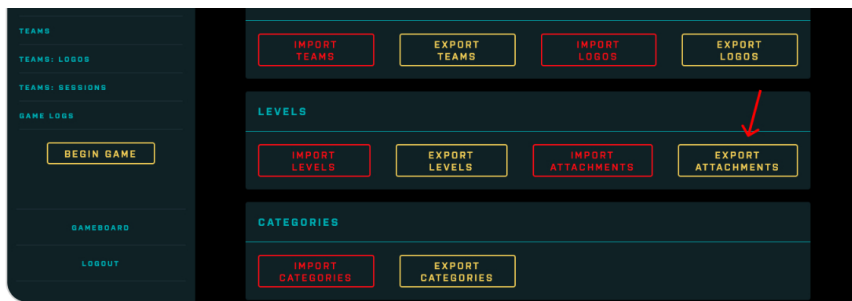 TEAMS
TEAMS: LOGOS
TEAMS: SESSIONS
GAME LOGS
BEGIN GAME
GAMEBOARD
LOGOUT
IMPORT
TEAMS
EXPORT
TEAMS
IMPORT
LOGOS
EXPORT
LOGOS
LEVELS
IMPORT
LEVELS
EXPORT
LEVELS
IMPORT
ATTACHMENTS
EXPORT
ATTACHMENTS
CATEGORIES
IMPORT
CATEGORIES
EXPORT
CATEGORIES